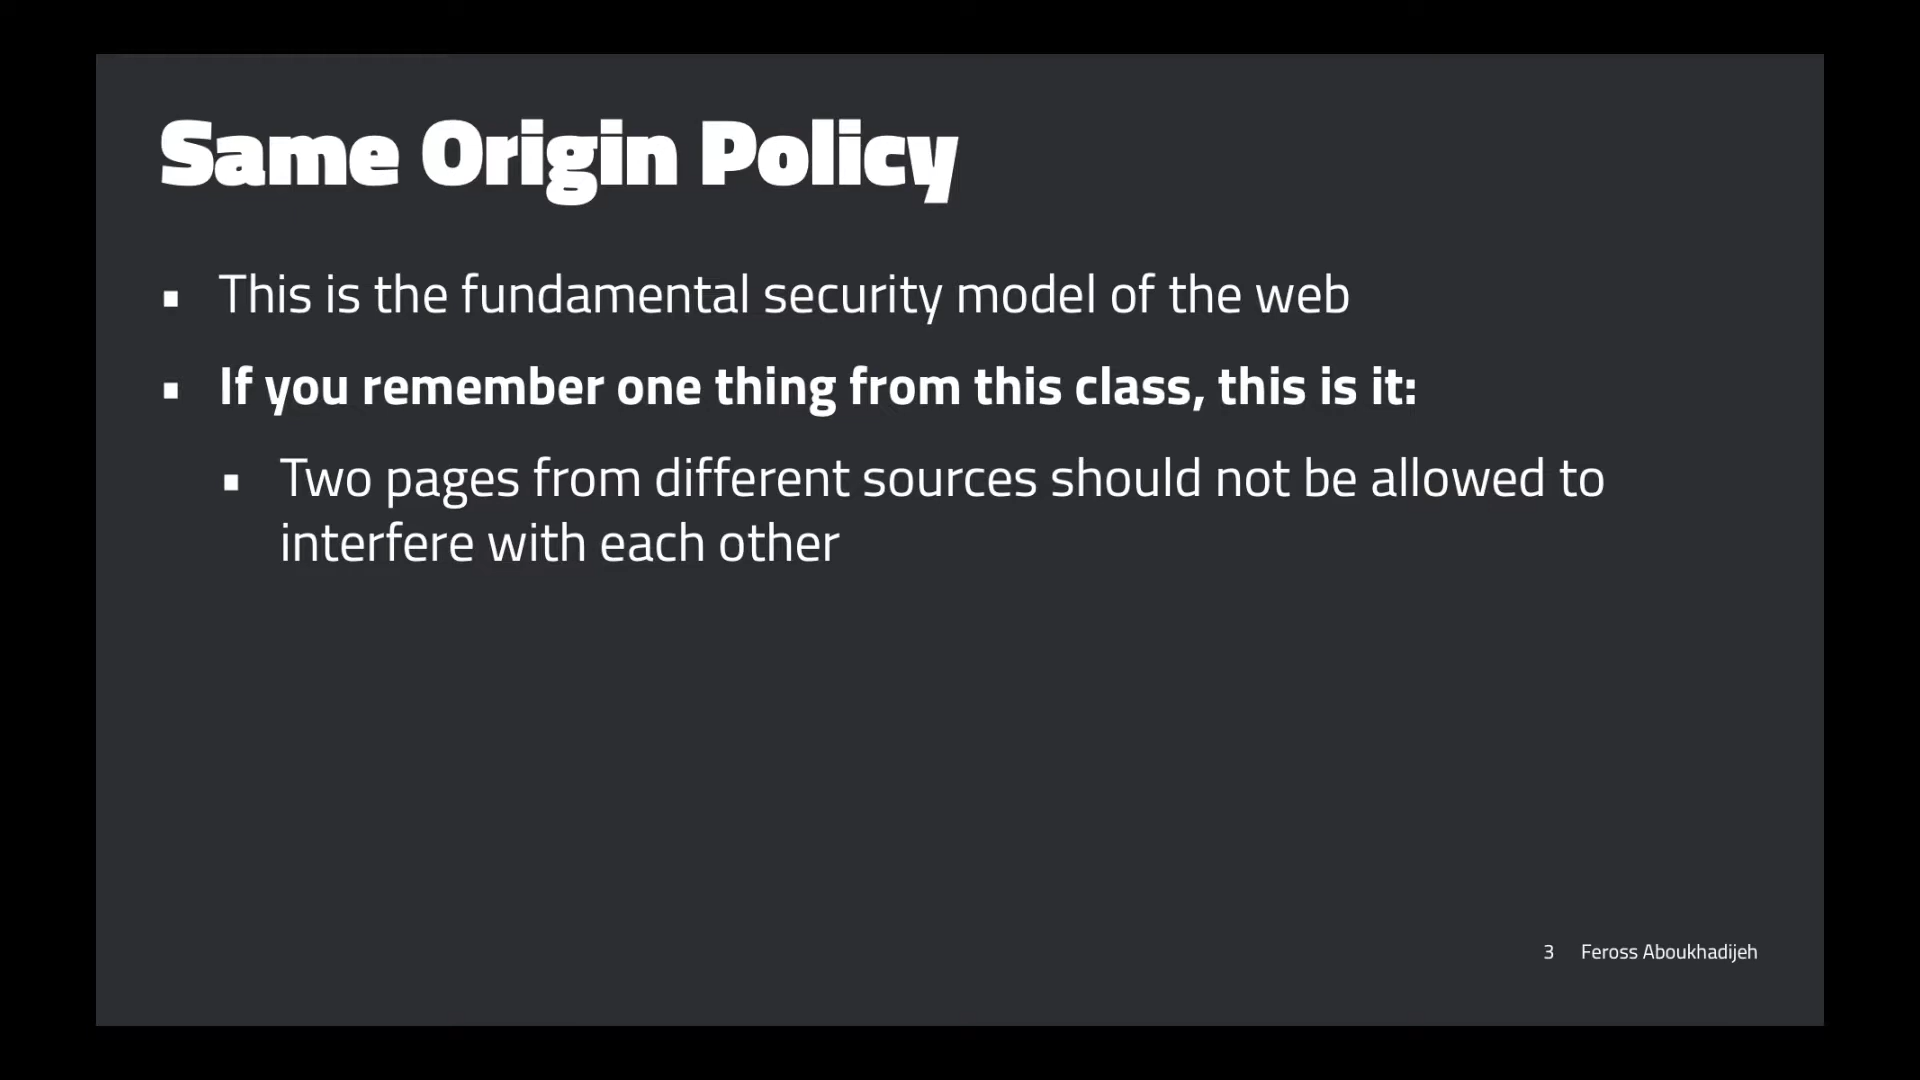 Same Origin Policy
▪ This is the fundamental security model of the web
▪ If you remember one thing from this class, this is it:
▪ Two pages from different sources should not be allowed to
interfere with each other
3 Feross Aboukhadijeh